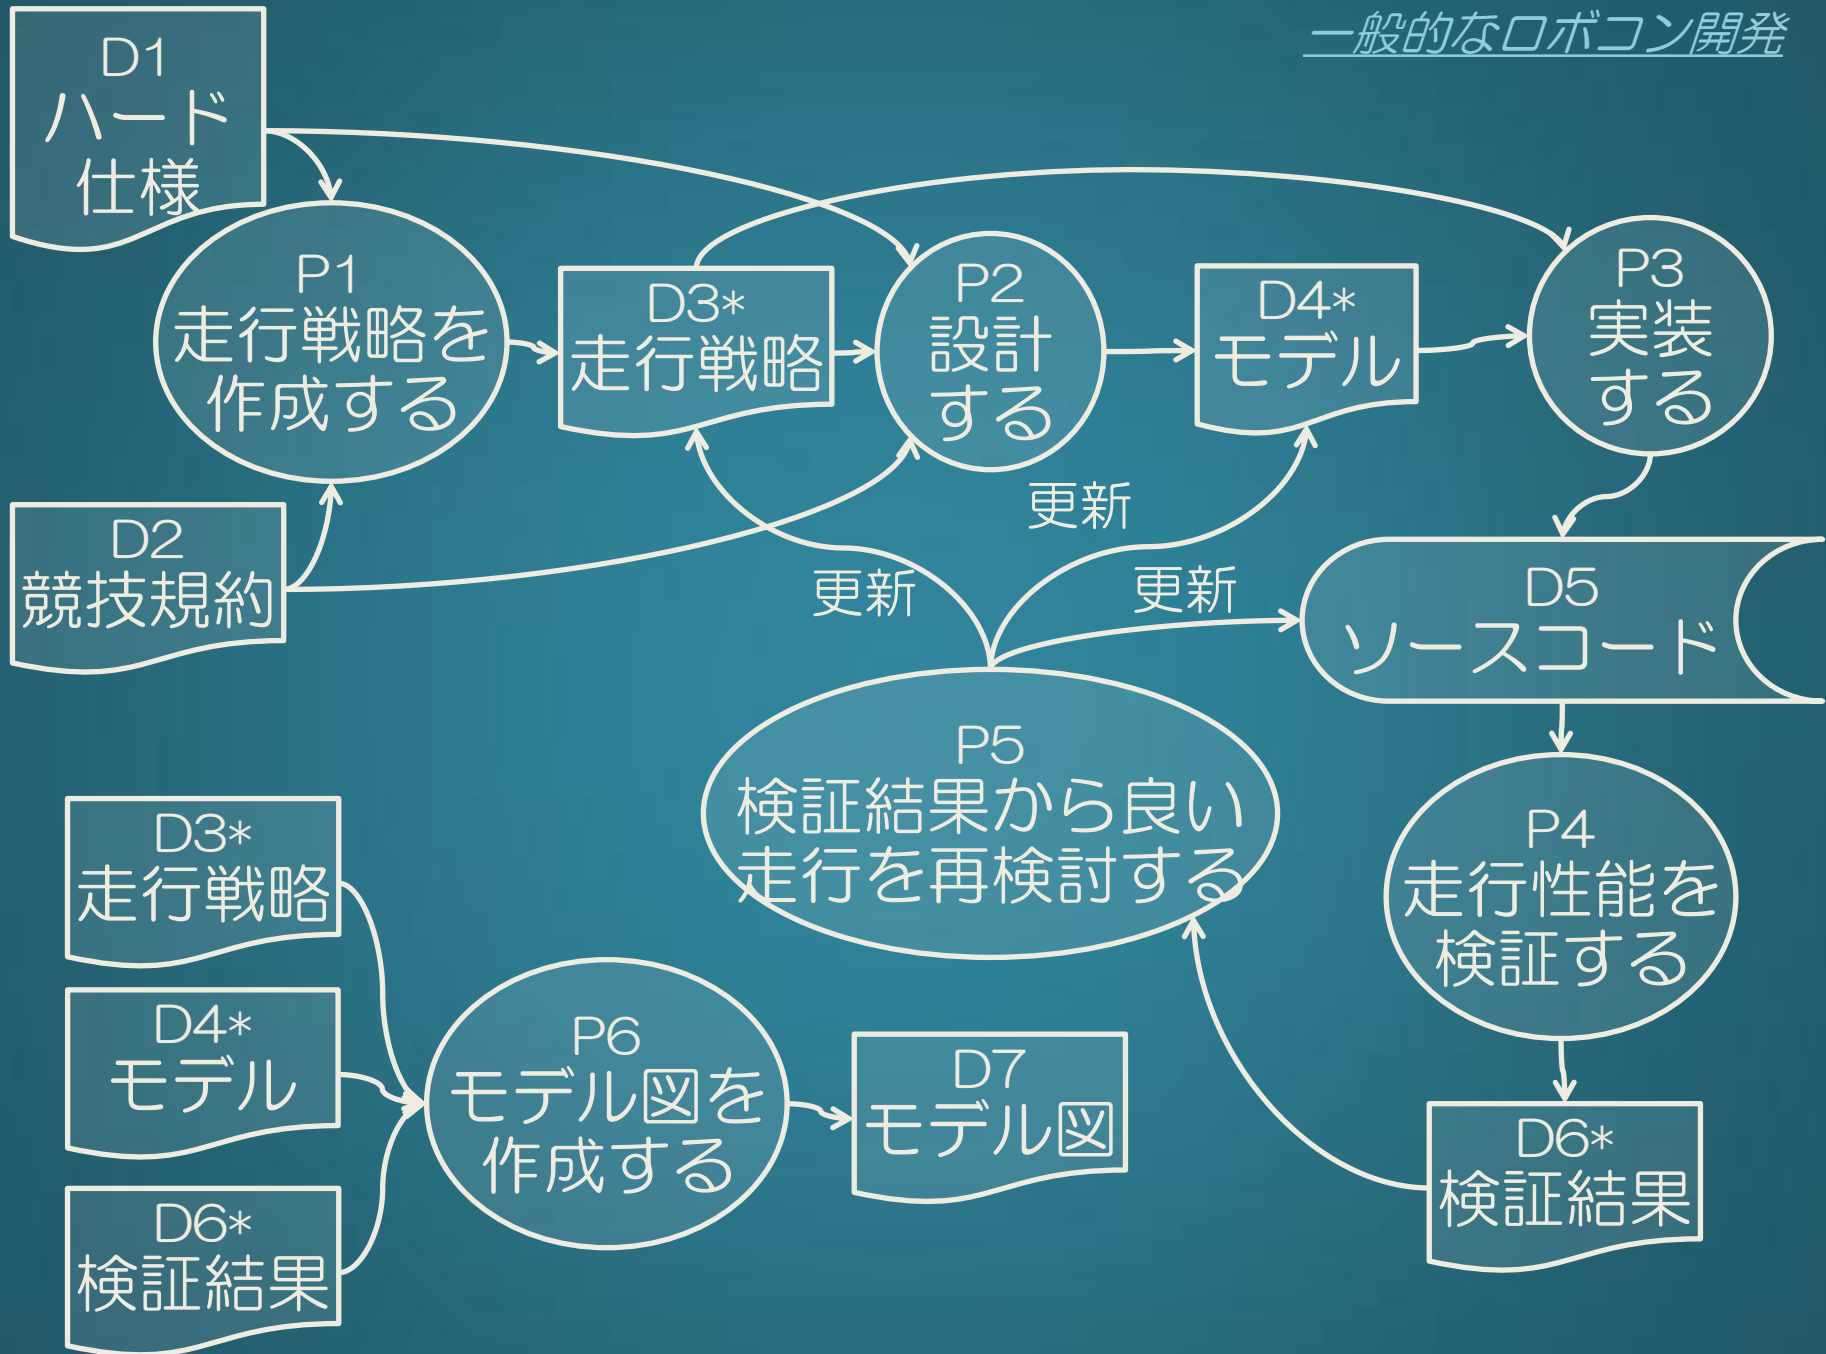 一般的なロボコン開発
D1
ハード
仕様
P1
走行戦略を
作成する
D3*
走行戦略
P2
設計
する
D4*
モデル
P3
実装
する
D2
競技規約
更新
更新
更新
D5
ソースコード
P5
検証結果から良い
走行を再検討する
P4
走行性能を
検証する
D3*
走行戦略
D4*
モデル
D6*
検証結果
P6
モデル図を
作成する
D7
モデル図
D6*
検証結果